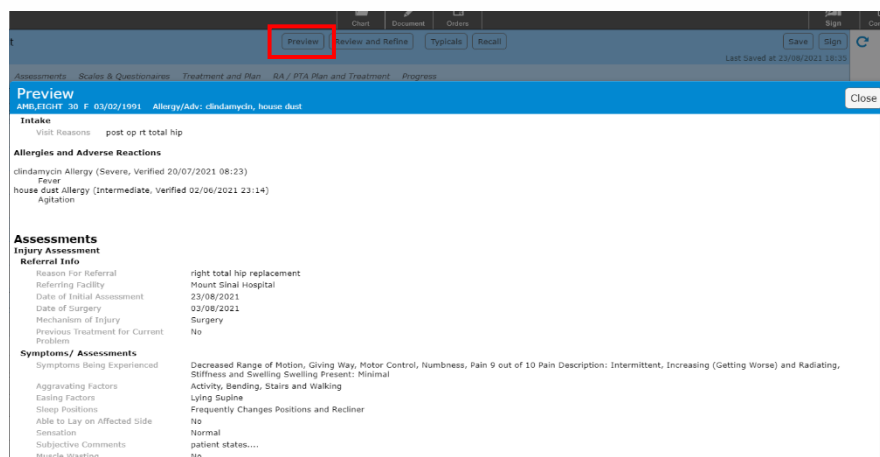 Chart Document Orders Sign
t Preview Review and Refine Typicals Recall Save Sign
Last Saved at 23/08/2021 18:35
Assessments Scales & Questionaires Treatment and Plan RA / PTA Plan and Treatment Progress
Preview
AMB,EIGHT 30 F 03/02/1991 Allergy/Adv: clindamycin, house dust
Close
Intake
Visit Reasons post op rt total hip
Allergies and Adverse Reactions
clindamycin Allergy (Severe, Verified 20/07/2021 08:23)
Fever
house dust Allergy (Intermediate, Verified 02/06/2021 23:14)
Agitation
Assessments
Injury Assessment
Referral Info
Reason For Referral right total hip replacement
Referring Facility Mount Sinai Hospital
Date of Initial Assessment 23/08/2021
Date of Surgery 03/08/2021
Mechanism of Injury Surgery
Previous Treatment for Current No
Problem
Symptoms/ Assessments
Symptoms Being Experienced Decreased Range of Motion, Giving Way, Motor Control, Numbness, Pain 9 out of 10 Pain Description: Intermittent, Increasing (Getting Worse) and Radiating,
Stiffness and Swelling Swelling Present: Minimal
Aggravating Factors Activity, Bending, Stairs and Walking
Easing Factors Lying Supine
Sleep Positions Frequently Changes Positions and Recliner
Able to Lay on Affected Side No
Sensation Normal
Subjective Comments patient states....
Muscle Wasting No